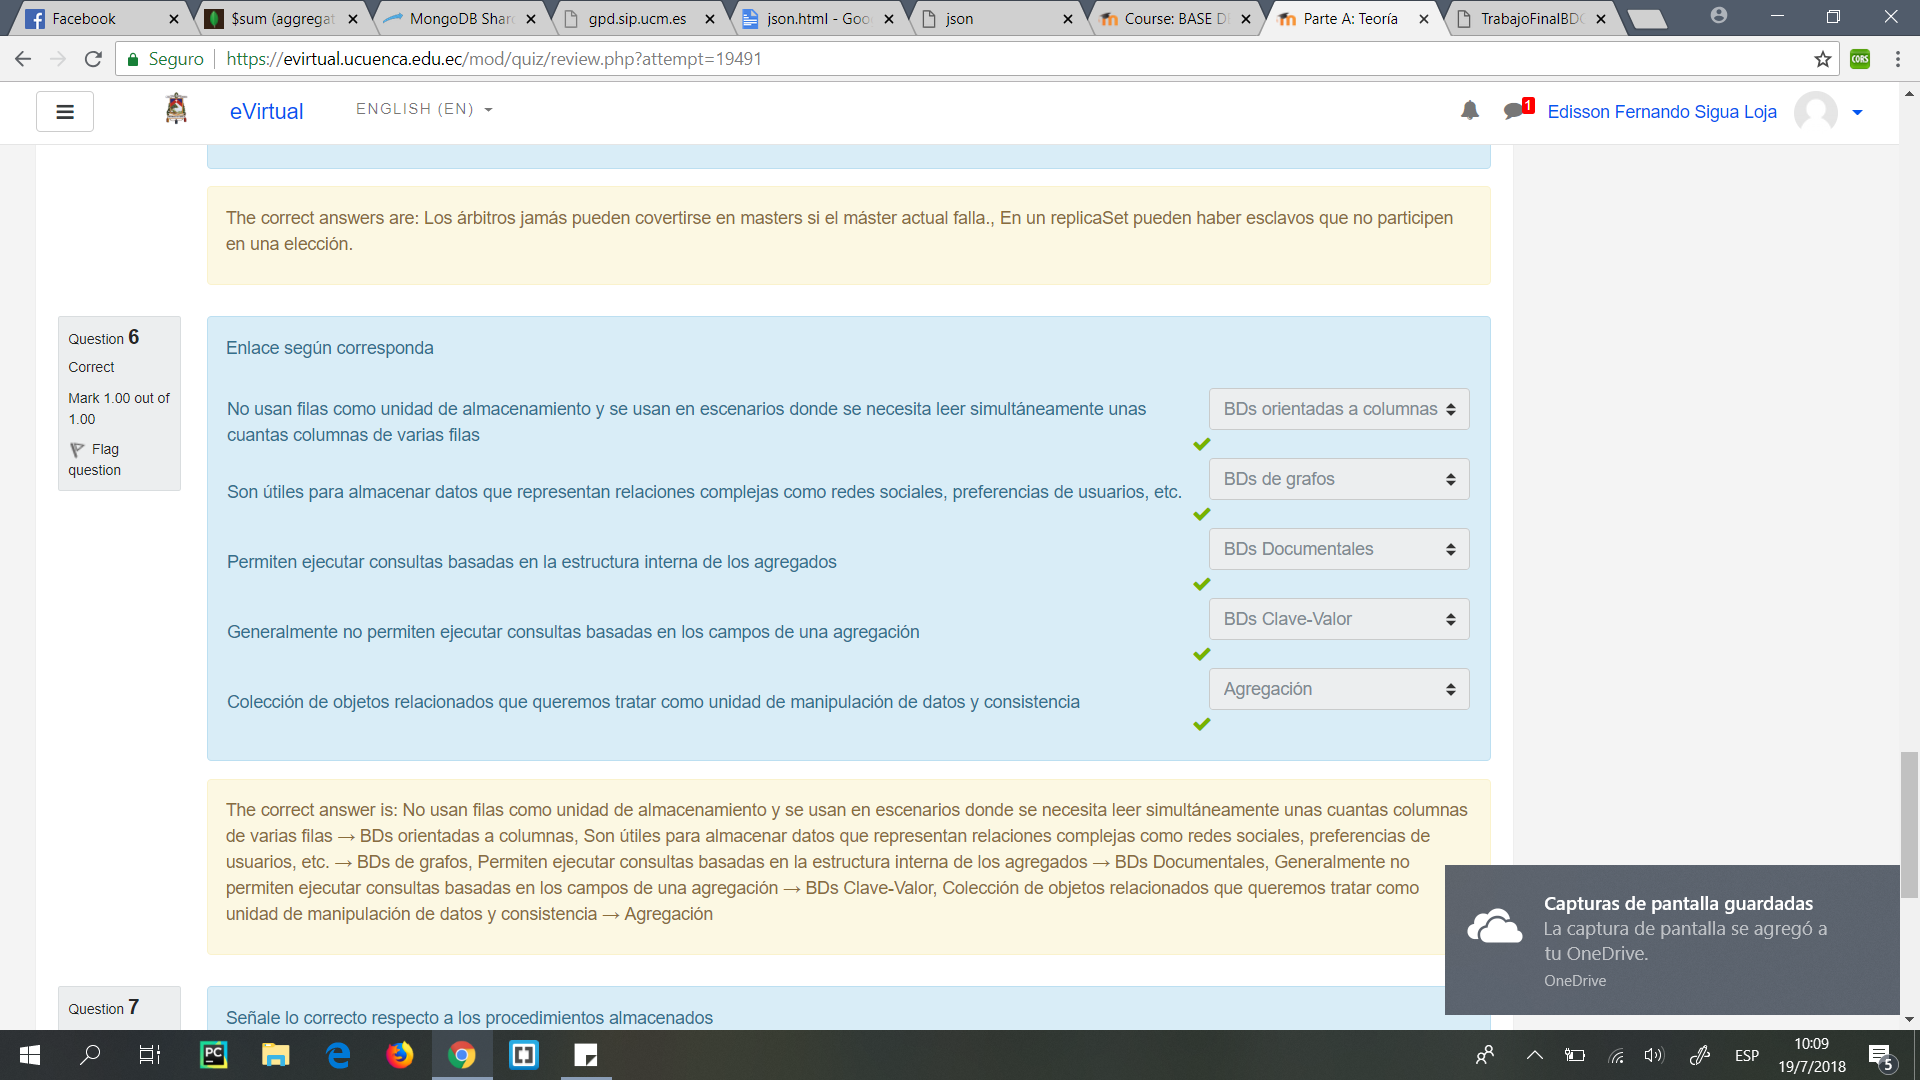 Facebook
$sum (aggregat
MongoDB Shar
gpd.sip.ucm.es
json.html - Goo
json
Course: BASE D
Parte A: Teoría
TrabajoFinalBD
Seguro https://evirtual.ucuenca.edu.ec/mod/quiz/review.php?attempt=19491
CORS
eVirtual
ENGLISH (EN)
1
Edisson Fernando Sigua Loja
The correct answers are: Los árbitros jamás pueden covertirse en masters si el máster actual falla., En un replicaSet pueden haber esclavos que no participen
en una elección.
Question 6
Correct
Mark 1.00 out of
1.00
Flag
question
Enlace según corresponda
No usan filas como unidad de almacenamiento y se usan en escenarios donde se necesita leer simultáneamente unas
cuantas columnas de varias filas
BDs orientadas a columnas
Son útiles para almacenar datos que representan relaciones complejas como redes sociales, preferencias de usuarios, etc.
BDs de grafos
Permiten ejecutar consultas basadas en la estructura interna de los agregados
BDs Documentales
Generalmente no permiten ejecutar consultas basadas en los campos de una agregación
BDs Clave-Valor
Colección de objetos relacionados que queremos tratar como unidad de manipulación de datos y consistencia
Agregación
The correct answer is: No usan filas como unidad de almacenamiento y se usan en escenarios donde se necesita leer simultáneamente unas cuantas columnas
de varias filas → BDs orientadas a columnas, Son útiles para almacenar datos que representan relaciones complejas como redes sociales, preferencias de
usuarios, etc. → BDs de grafos, Permiten ejecutar consultas basadas en la estructura interna de los agregados → BDs Documentales, Generalmente no
permiten ejecutar consultas basadas en los campos de una agregación → BDs Clave-Valor, Colección de objetos relacionados que queremos tratar como
unidad de manipulación de datos y consistencia → Agregación
Capturas de pantalla guardadas
La captura de pantalla se agregó a
tu OneDrive.
OneDrive
Question 7
Señale lo correcto respecto a los procedimientos almacenados
PC
ESP
10:09
19/7/2018
5